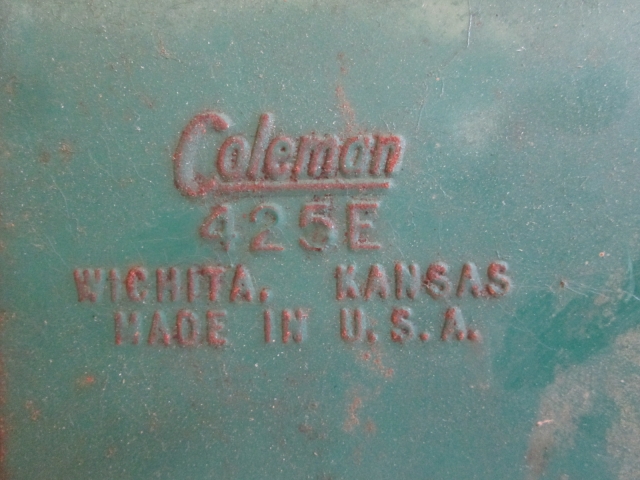 Coleman
425E
WICHITA, KANSAS
MADE IN U.S.A.